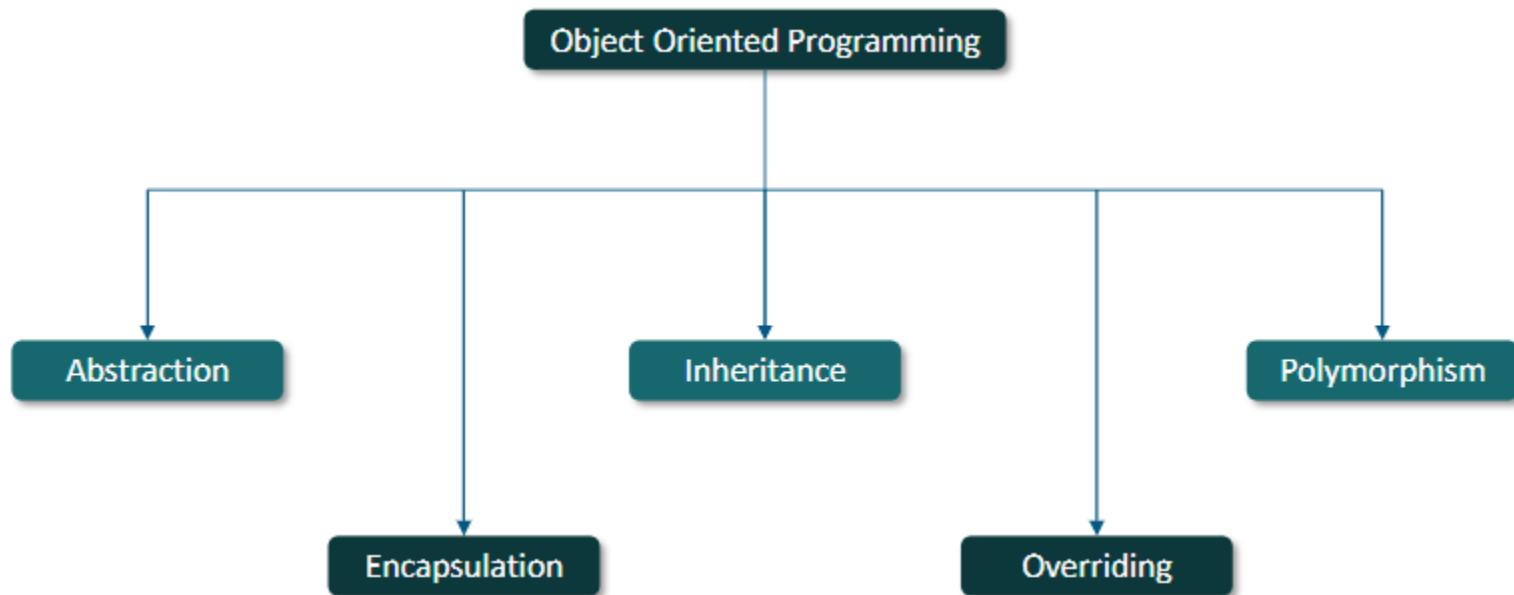 Object Oriented Programming
Abstraction
Inheritance
Polymorphism
Encapsulation
Overriding